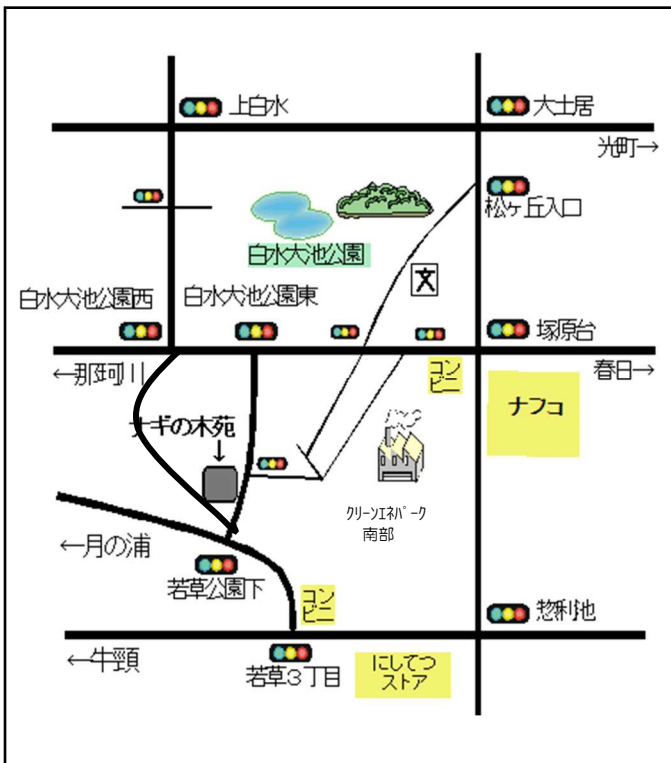 上白水
大土居
光町→
松ヶ丘入口
白水大池公園
文
白水大池公園西
白水大池公園東
塚原台
←那珂川
コン
ビニ
春日→
ナフコ
ナギの木苑
↓
クリーンエネパーク
南部
←月の浦
若草公園下
コン
ビニ
惣利池
←牛頸
若草3丁目
にしてつ
ストア